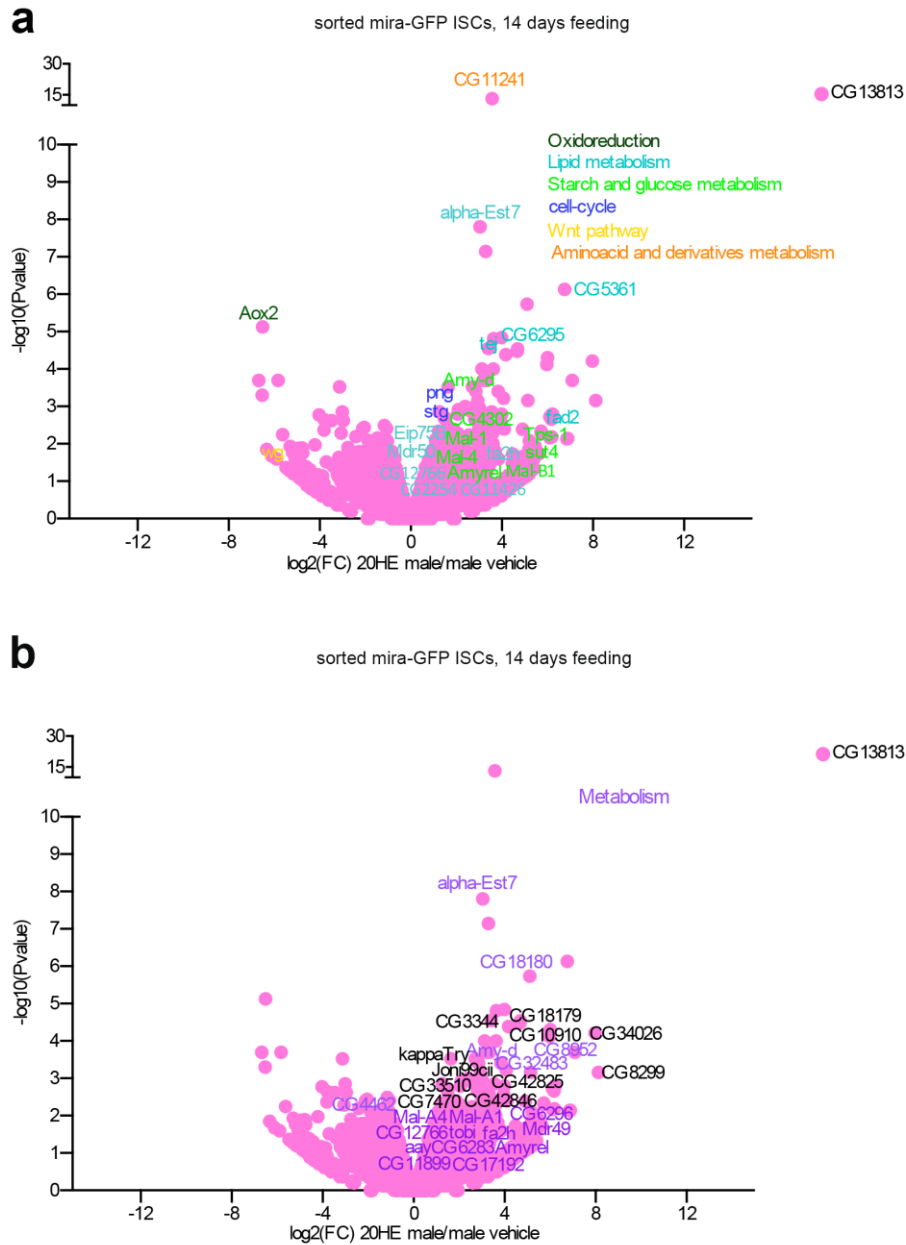 a
sorted mira-GFP ISCs, 14 days feeding
30
CG11241
15
CG13813
10
Oxidoreduction
Lipid metabolism
9
Starch and glucose metabolism
alpha-Est7
cell-cycle
8
Wnt pathway
7
Aminoacid and derivatives metabolism
-log10(Pvalue)
6
CG5361
Aox2
5
CG6295
tej
4
Amy-d
png
3
stg
CG4302
fad2
Eip75B
Mal-1
Tps-1
2
Mdr50
fa2h
sut4
wg
Mal-4
CG12766
Amyrel
Mal-B1
1
CG2254
CG11426
0
-12
-8
-4
0
4
8
12
log2(FC) 20HE male/male vehicle
b
sorted mira-GFP ISCs, 14 days feeding
30
CG13813
15
Metabolism
10
9
alpha-Est7
8
7
-log10(Pvalue)
CG18180
6
5
CG18179
CG3344
CG10910
CG34026
4
kappaTry
Amy-d
CG8952
Joni99cii
CG32483
CG8299
3
CG33510
CG42825
CG4462
CG7470
CG42846
CG6296
2
Mal-A4
Mal-A1
Mdr49
CG12766
tobi
fa2h
aay
CG6283
Amyrel
1
CG11899
CG17192
0
-12
-8
-4
0
4
8
12
log2(FC) 20HE male/male vehicle